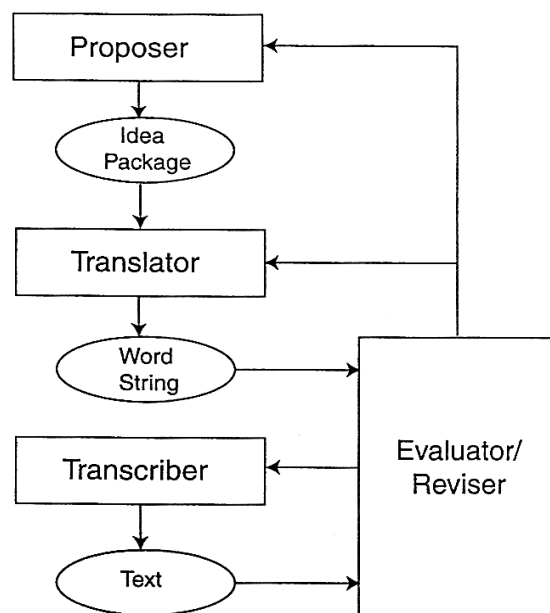 Proposer
Idea
Package
Translator
Word
String
Transcriber
Evaluator/
Reviser
Text